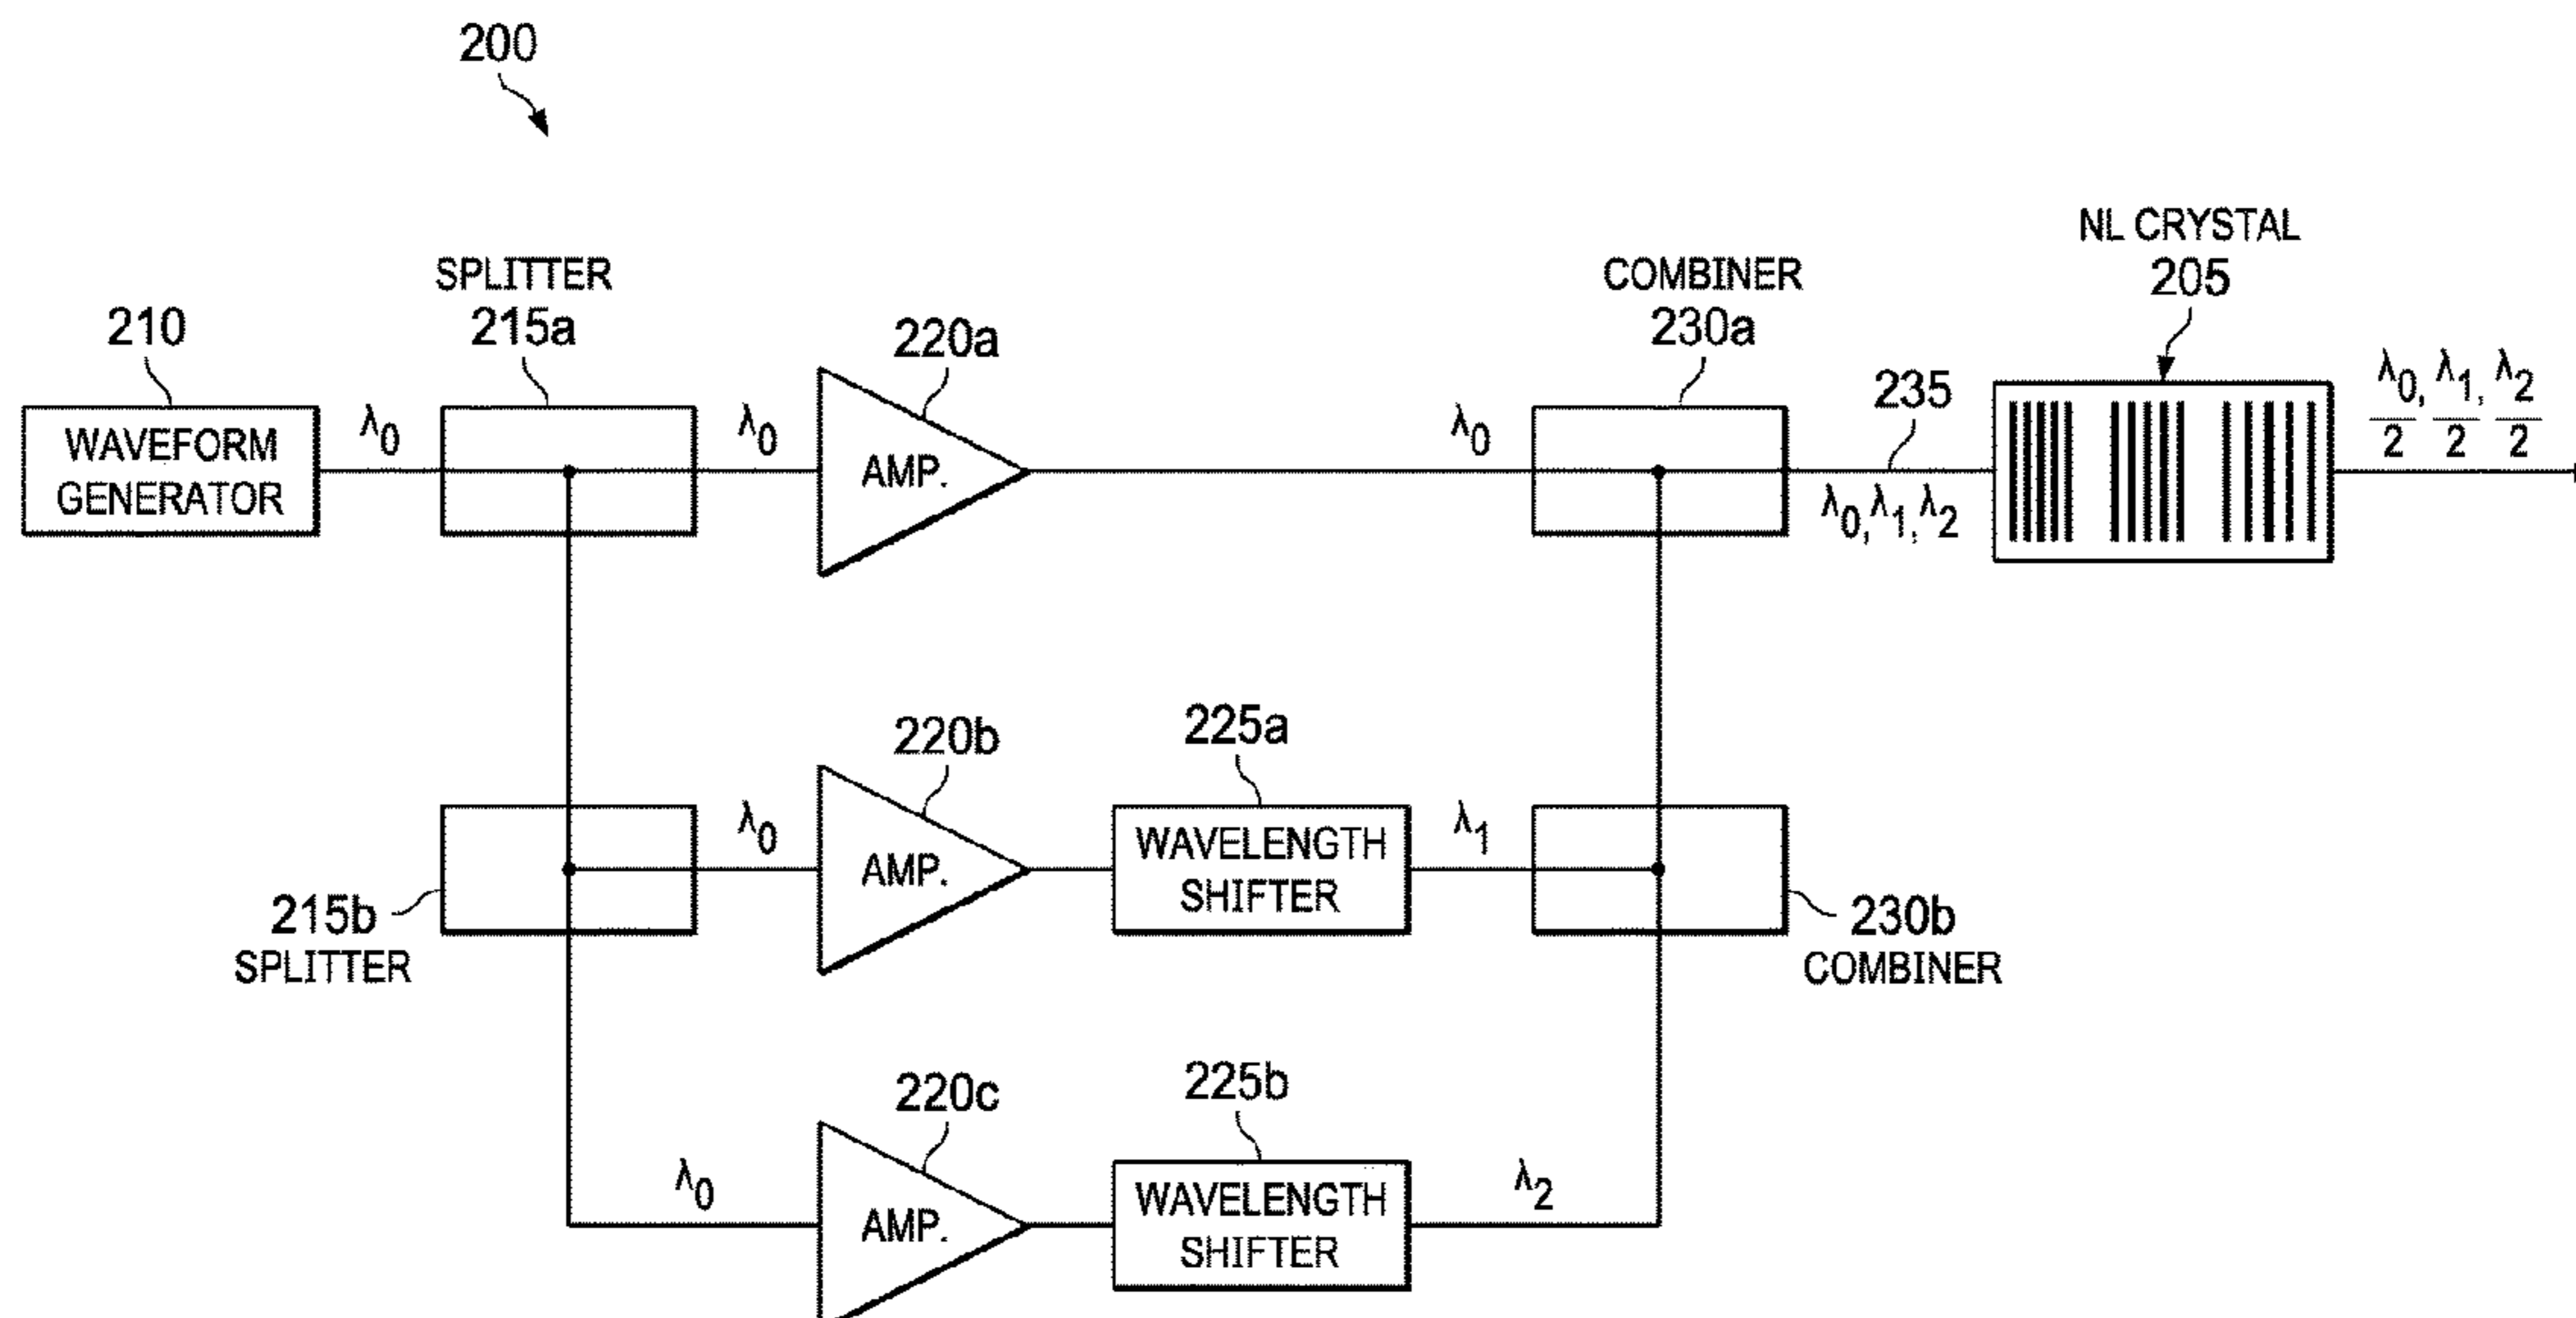 200
NL CRYSTAL
205
SPLITTER
215a
COMBINER
230a
210
220a
235
λ0/2, λ1/2, λ2/2
WAVEFORM
GENERATOR
λ0
λ0
AMP.
λ0
λ0, λ1, λ2
220b
225a
λ0
AMP.
WAVELENGTH
SHIFTER
λ1
215b
SPLITTER
230b
COMBINER
220c
225b
λ0
AMP.
WAVELENGTH
SHIFTER
λ2